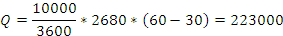 Q = 10000/3600 * 2680 * (60 − 30) = 223000